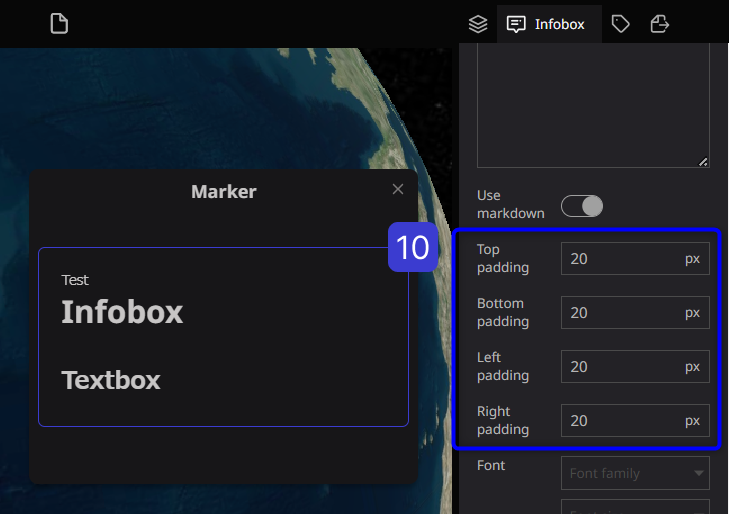 Infobox
Marker
10
Test
Infobox
Textbox
Use
markdown
Top
padding
20 px
Bottom
padding
20 px
Left
padding
20 px
Right
padding
20 px
Font
Font family